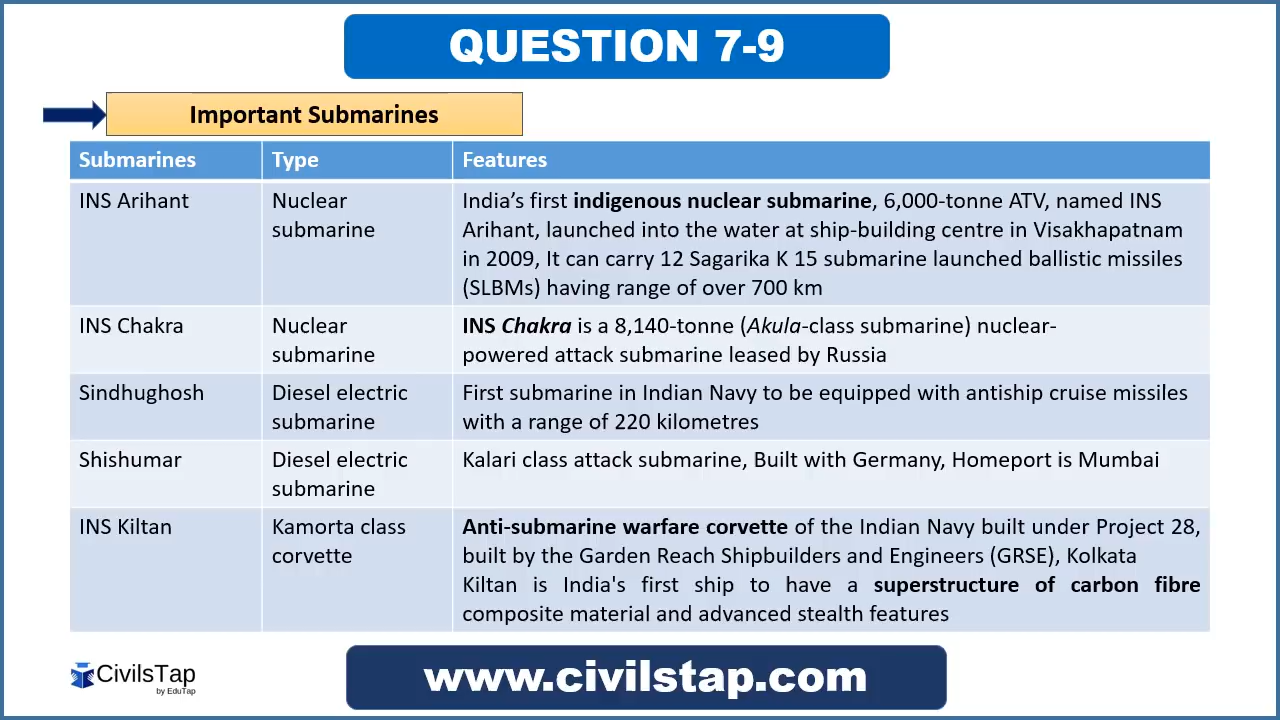 QUESTION 7-9
Important Submarines
Submarines Type Features
INS Arihant
Nuclear
submarine
India’s first indigenous nuclear submarine, 6,000-tonne ATV, named INS
Arihant, launched into the water at ship-building centre in Visakhapatnam
in 2009, It can carry 12 Sagarika K 15 submarine launched ballistic missiles
(SLBMs) having range of over 700 km
INS Chakra
Nuclear
submarine
INS Chakra is a 8,140-tonne (Akula-class submarine) nuclear-
powered attack submarine leased by Russia
Sindhughosh
Diesel electric
submarine
First submarine in Indian Navy to be equipped with antiship cruise missiles
with a range of 220 kilometres
Shishumar
Diesel electric
submarine
Kalari class attack submarine, Built with Germany, Homeport is Mumbai
INS Kiltan
Kamorta class
corvette
Anti-submarine warfare corvette of the Indian Navy built under Project 28,
built by the Garden Reach Shipbuilders and Engineers (GRSE), Kolkata
Kiltan is India's first ship to have a superstructure of carbon fibre
composite material and advanced stealth features
CivilsTap
by EduTap
www.civilstap.com